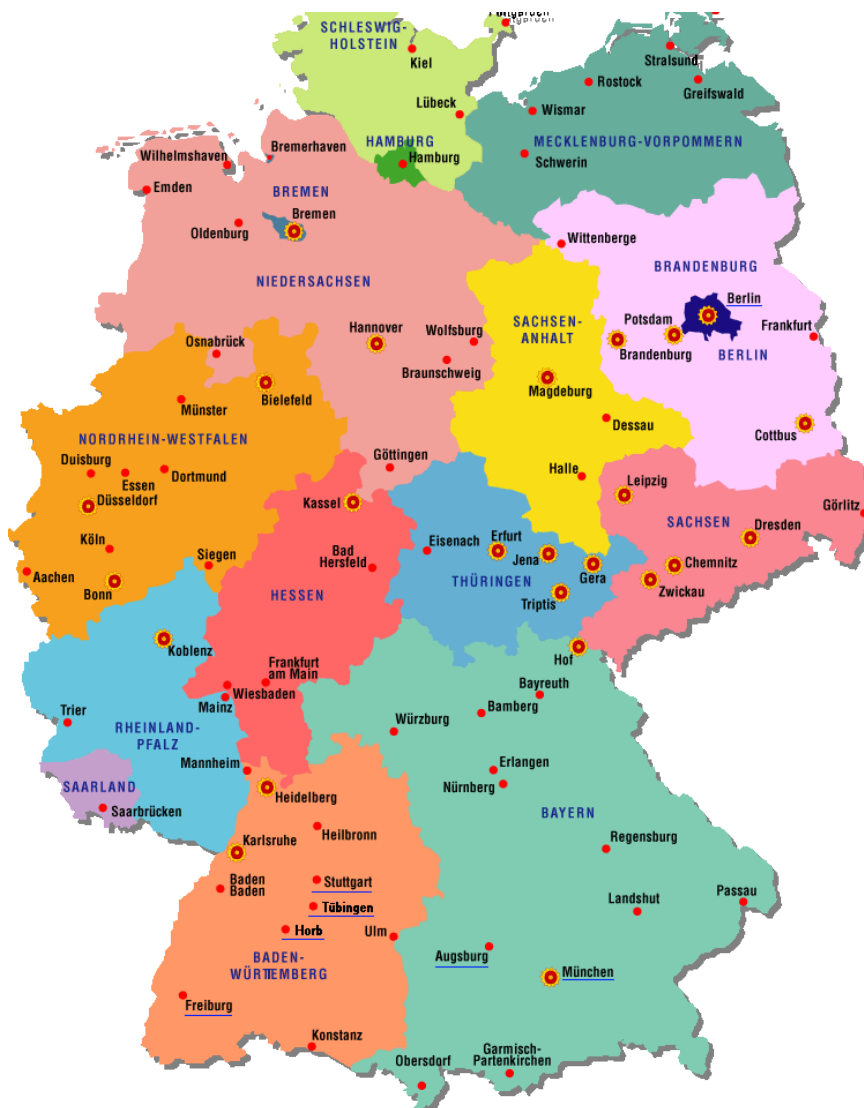 SCHLESWIG-
HOLSTEIN
Kiel
Stralsund
Rostock
Greifswald
Lübeck
Wismar
HAMBURG
Hamburg
MECKLENBURG-VORPOMMERN
Schwerin
Bremerhaven
Wilhelmshaven
Emden
BREMEN
Bremen
Oldenburg
Wittenberge
NIEDERSACHSEN
BRANDENBURG
Berlin
Potsdam
Frankfurt
Brandenburg
BERLIN
Hannover
Wolfsburg
SACHSEN-
ANHALT
Osnabrück
Braunschweig
Magdeburg
Bielefeld
Münster
Dessau
Cottbus
NORDRHEIN-WESTFALEN
Duisburg
Essen
Dortmund
Göttingen
Halle
Leipzig
Düsseldorf
Kassel
Görlitz
SACHSEN
Dresden
Köln
Siegen
Bad
Hersfeld
Eisenach
Erfurt
Jena
Gera
Chemnitz
Zwickau
Aachen
Bonn
HESSEN
THÜRINGEN
Triptis
Koblenz
Hof
Frankfurt
am Main
Wiesbaden
Mainz
Bayreuth
Bamberg
Trier
Würzburg
RHEINLAND-
PFALZ
Mannheim
Erlangen
Nürnberg
SAARLAND
Saarbrücken
Heidelberg
BAYERN
Karlsruhe
Heilbronn
Regensburg
Baden
Baden
Stuttgart
Tübingen
Horb
Ulm
Landshut
Passau
BADEN-
WÜRTTEMBERG
Augsburg
München
Freiburg
Konstanz
Obersdorf
Garmisch-
Partenkirchen